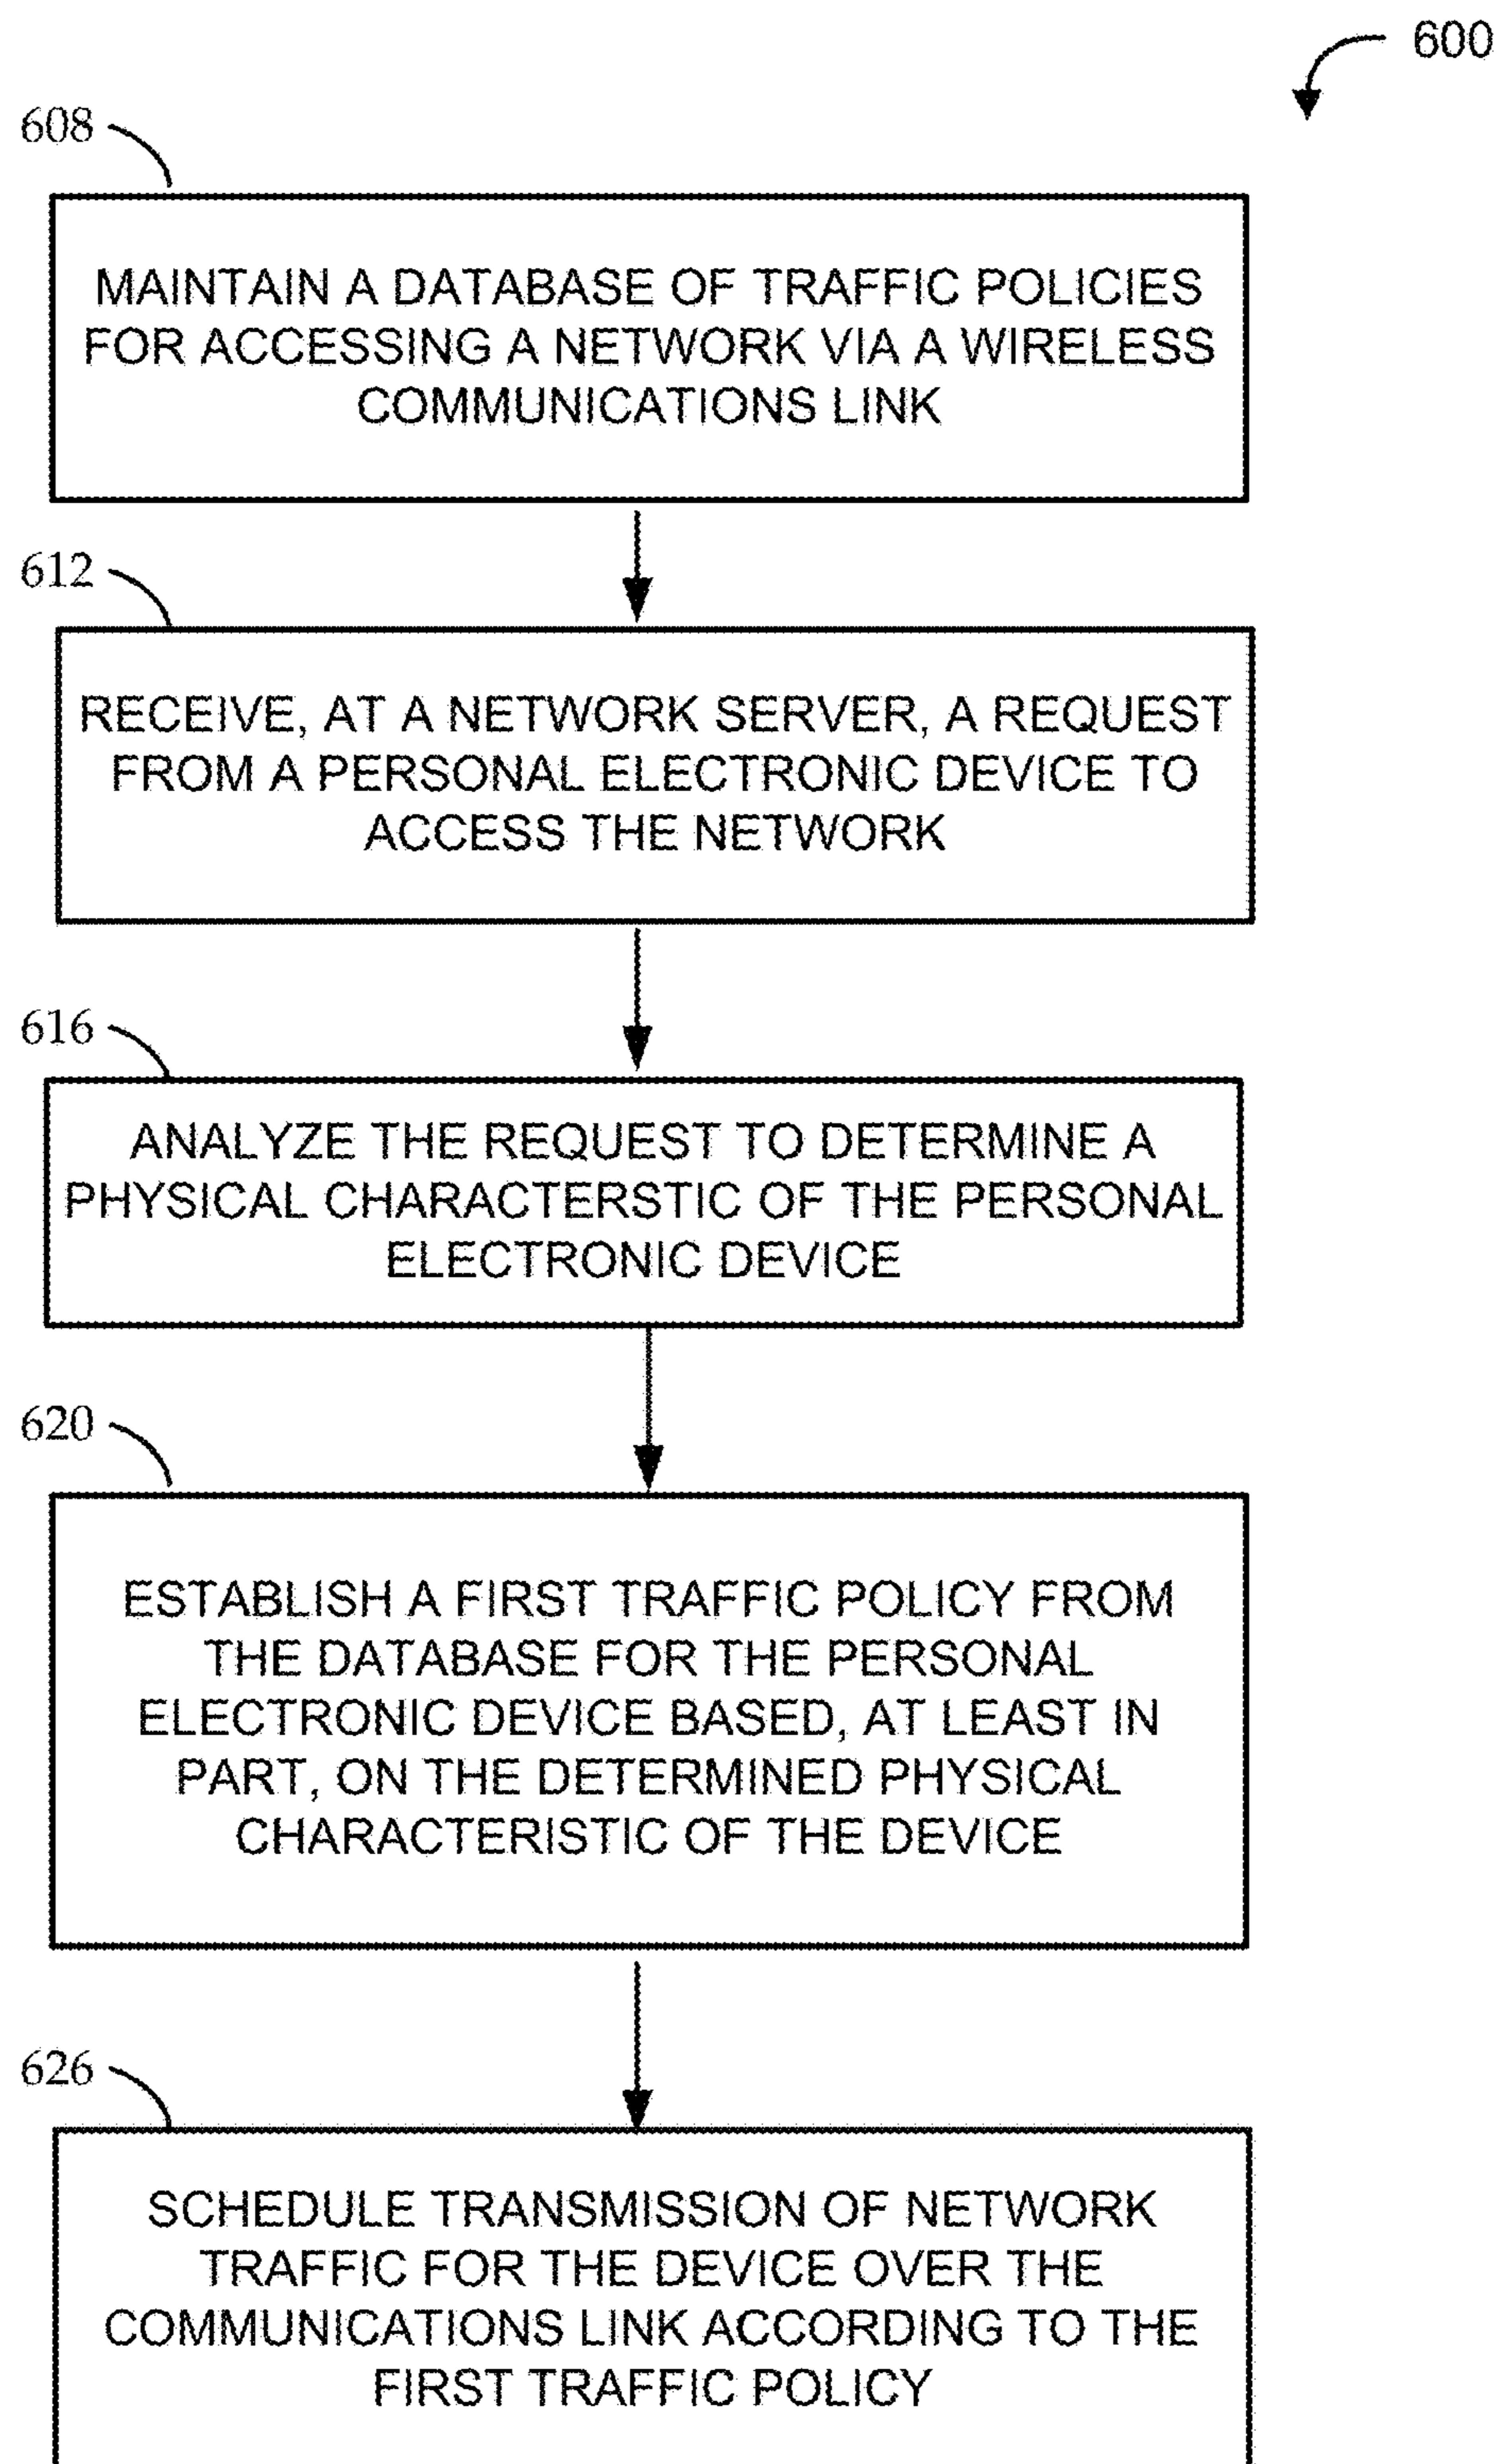 600
608
MAINTAIN A DATABASE OF TRAFFIC POLICIES
FOR ACCESSING A NETWORK VIA A WIRELESS
COMMUNICATIONS LINK
612
RECEIVE, AT A NETWORK SERVER, A REQUEST
FROM A PERSONAL ELECTRONIC DEVICE TO
ACCESS THE NETWORK
616
ANALYZE THE REQUEST TO DETERMINE A
PHYSICAL CHARACTERSTIC OF THE PERSONAL
ELECTRONIC DEVICE
620
ESTABLISH A FIRST TRAFFIC POLICY FROM
THE DATABASE FOR THE PERSONAL
ELECTRONIC DEVICE BASED, AT LEAST IN
PART, ON THE DETERMINED PHYSICAL
CHARACTERISTIC OF THE DEVICE
626
SCHEDULE TRANSMISSION OF NETWORK
TRAFFIC FOR THE DEVICE OVER THE
COMMUNICATIONS LINK ACCORDING TO THE
FIRST TRAFFIC POLICY